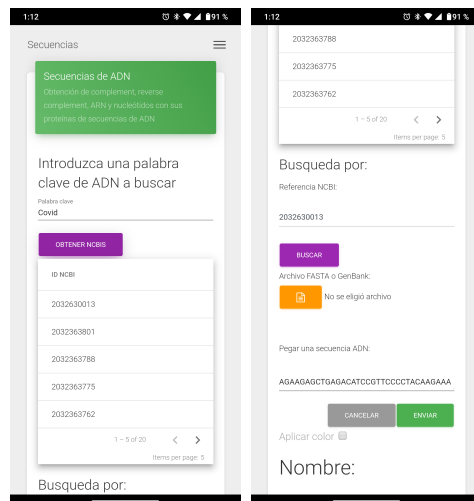 1:12
91 %
Secuencias
Secuencias de ADN
Obtención de complement, reverse
complement, ARN y nucleótidos con sus
proteínas de secuencias de ADN
Introduzca una palabra
clave de ADN a buscar
Palabra clave
Covid
OBTENER NCBIS
ID NCBI
2032630013
2032363801
2032363788
2032363775
2032363762
1 – 5 of 20
Items per page: 5
Busqueda por:
1:12
91 %
2032363788
2032363775
2032363762
1 – 5 of 20
Items per page: 5
Busqueda por:
Referencia NCBI:
2032630013
BUSCAR
Archivo FASTA o GenBank:
No se eligió archivo
Pegar una secuencia ADN:
AGAAGAGCTGAGACATCCGTTCCCCTACAAGAAA
CANCELAR
ENVIAR
Aplicar color
Nombre: